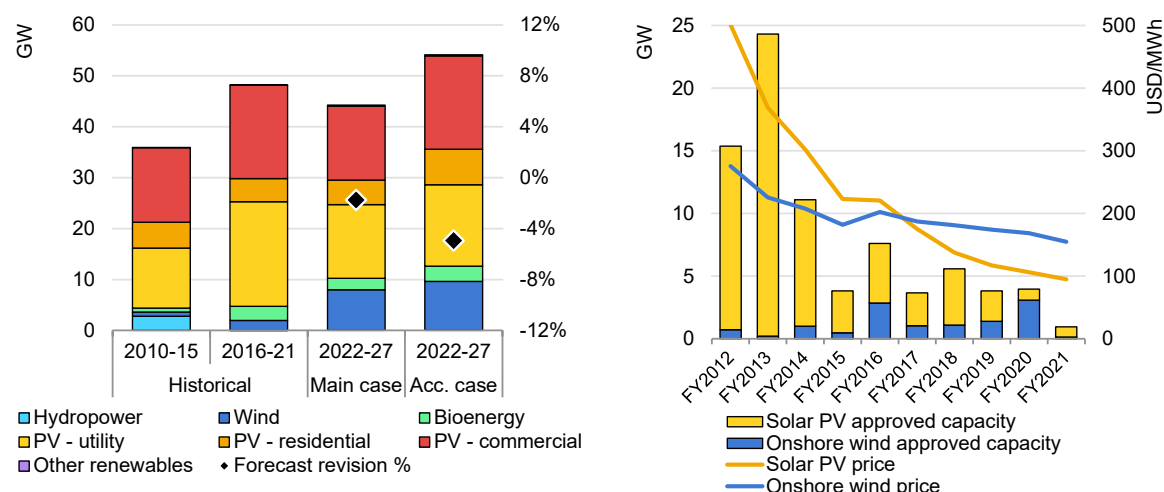 GW
60
50
40
30
20
10
0
12%
8%
4%
0%
-4%
-8%
-12%
2010-15 2016-21 2022-27 2022-27
Historical Main case Acc. case
Hydropower Wind Bioenergy
PV - utility PV - residential PV - commercial
Other renewables Forecast revision %
GW
25
20
15
10
5
0
500
400
300
200
100
0
USD/MWh
FY2012 FY2013 FY2014 FY2015 FY2016 FY2017 FY2018 FY2019 FY2020 FY2021
Solar PV approved capacity
Onshore wind approved capacity
Solar PV price
Onshore wind price